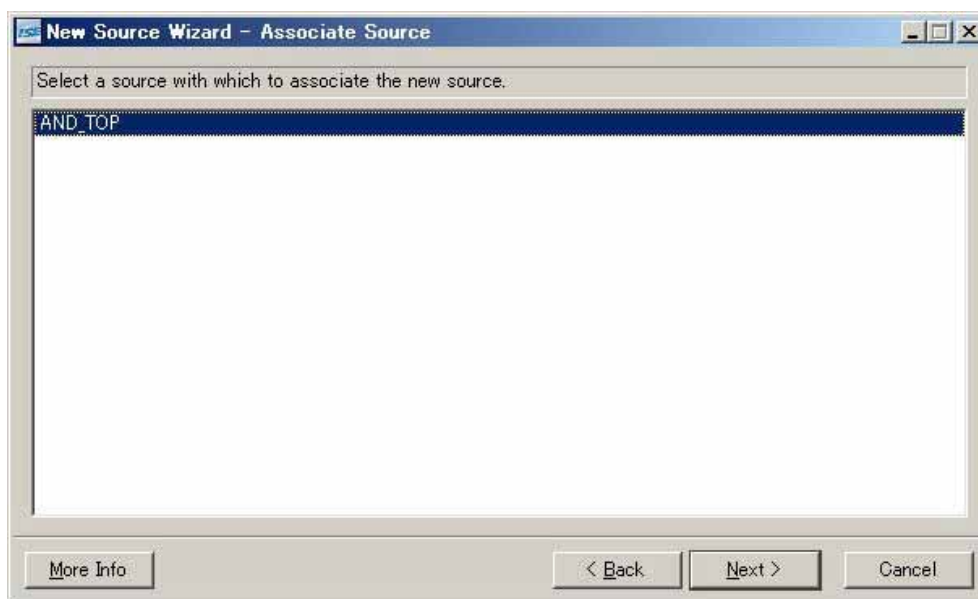 ISE New Source Wizard - Associate Source
Select a source with which to associate the new source.
AND_TOP
More Info
< Back
Next >
Cancel